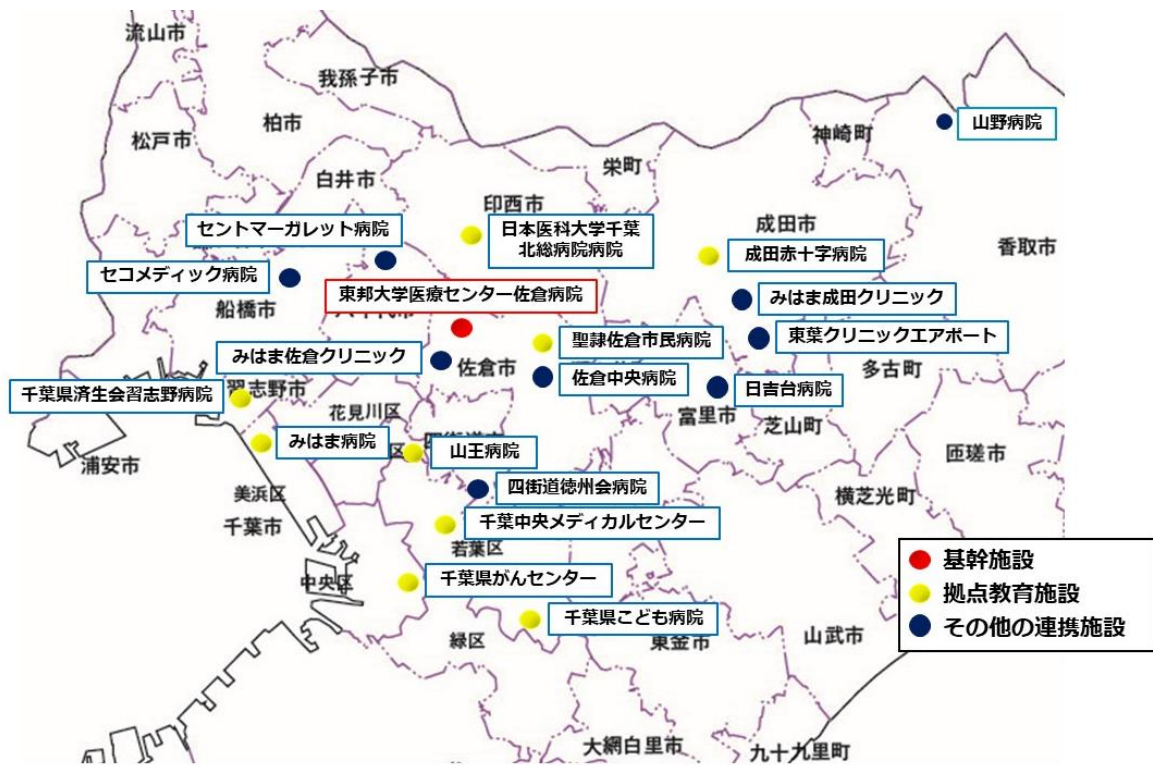 流山市
我孫子市
柏市
松戸市
神崎町
山野病院
栄町
白井市
印西市
成田市
セントマーガレット病院
日本医科大学千葉
北総病院病院
成田赤十字病院
香取市
セコメディック病院
東邦大学医療センター佐倉病院
みはま成田クリニック
船橋市
聖隷佐倉市民病院
東葉クリニックエアポート
みはま佐倉クリニック
佐倉市
佐倉中央病院
多古町
千葉県済生会習志野病院
習志野市
日吉台病院
花見川区
富里市
芝山町
みはま病院
山王病院
浦安市
匝瑳市
美浜区
四街道徳州会病院
横芝光町
千葉市
千葉中央メディカルセンター
若葉区
基幹施設
中央区
千葉県がんセンター
拠点教育施設
千葉県こども病院
その他の連携施設
緑区
東金市
山武市
大網白里市
九十九里町